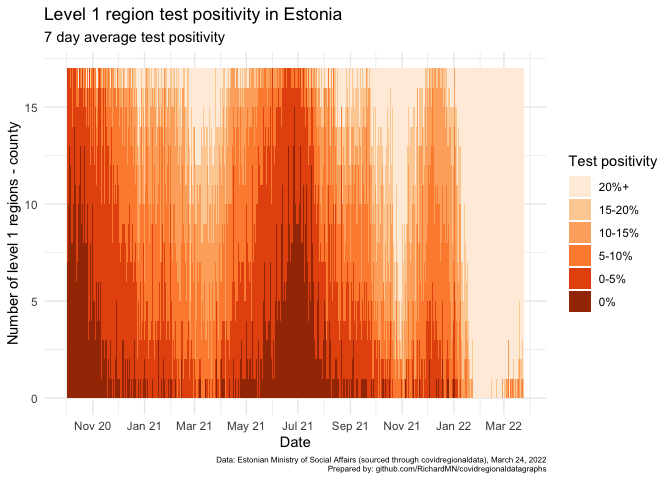 Level 1 region test positivity in Estonia
7 day average test positivity
Number of level 1 regions - county
15
10
5
0
Nov 20 Jan 21 Mar 21 May 21 Jul 21 Sep 21 Nov 21 Jan 22 Mar 22
Date
Test positivity
20%+
15-20%
10-15%
5-10%
0-5%
0%
Data: Estonian Ministry of Social Affairs (sourced through covidregionaldata), March 24, 2022
Prepared by: github.com/RichardMN/covidregionaldatagraphs